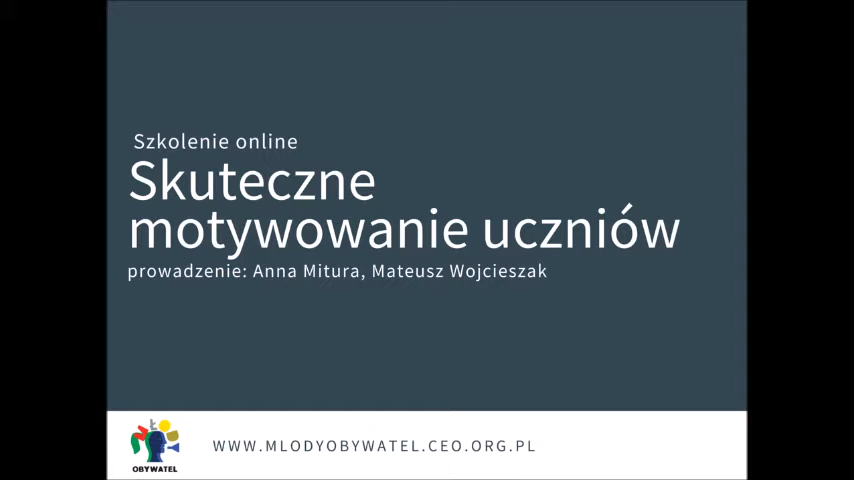 Szkolenie online
Skuteczne
motywowanie uczniów
prowadzenie: Anna Mitura, Mateusz Wojcieszak
OBYWATEL
WWW.MLODYOBYWATEL.CEO.ORG.PL